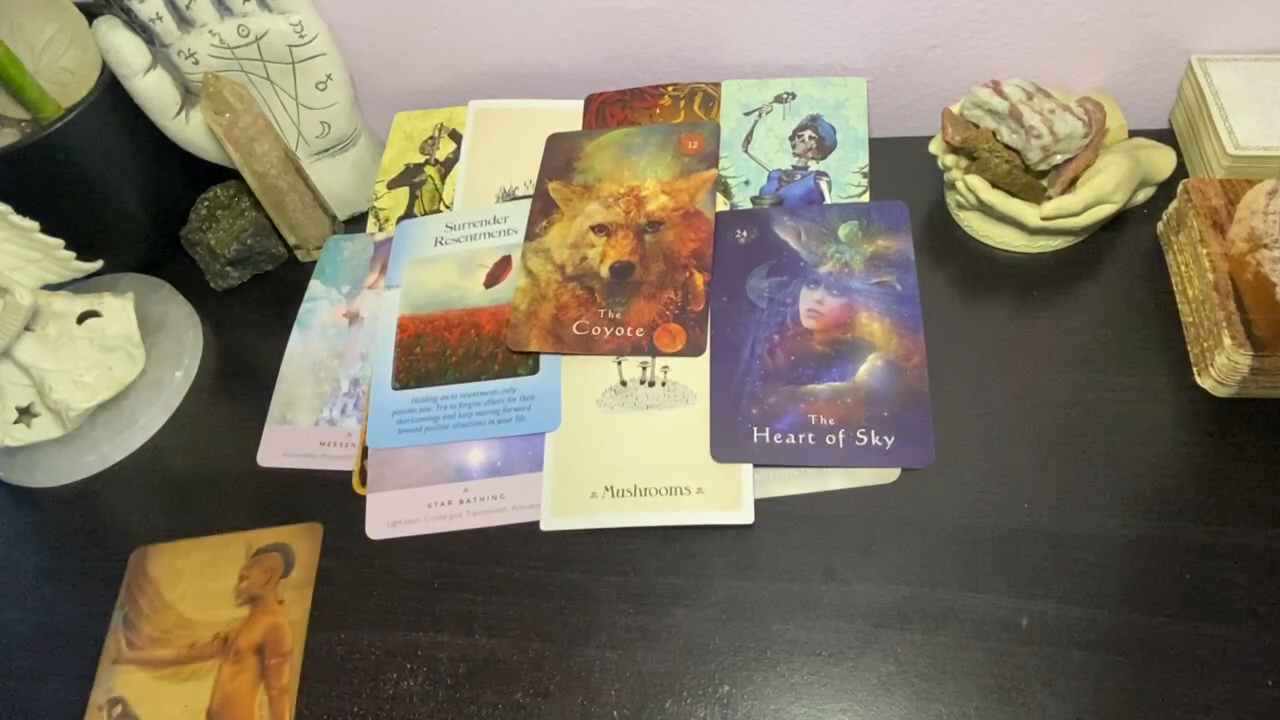 12
Surrender
Resentments
24
The
Coyote
Holding on to resentments only
poisons you. Try to forgive others for their
shortcomings and keep moving forward
toward positive situations in your life.
The
Heart of Sky
MESSEN
STAR BATHING
Mushrooms